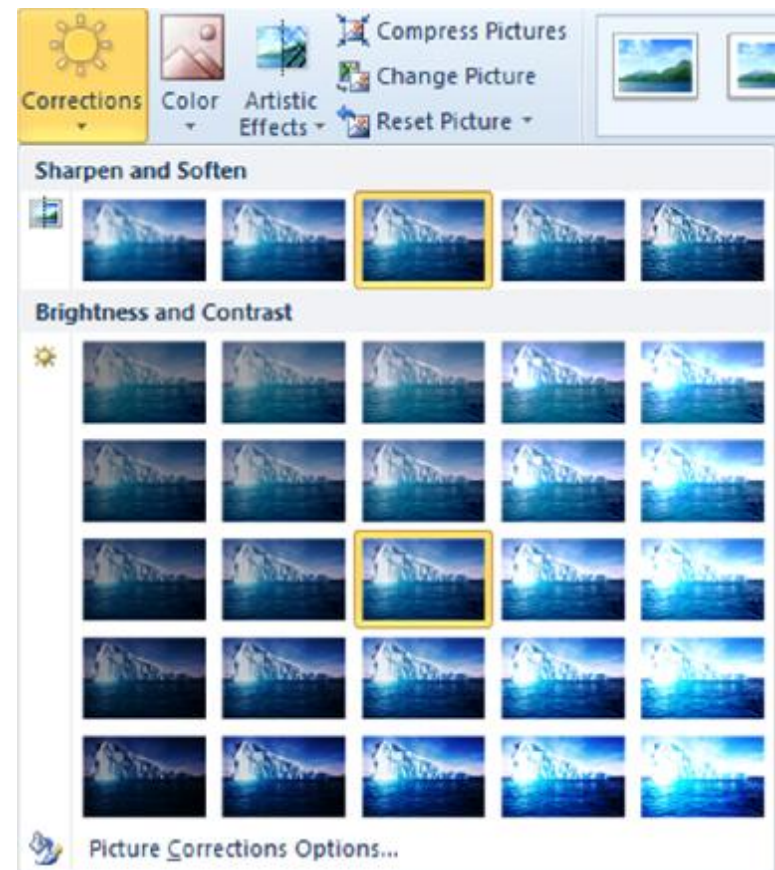 Corrections
Color
Artistic
Effects
Compress Pictures
Change Picture
Reset Picture
Sharpen and Soften
Brightness and Contrast
Picture Corrections Options...